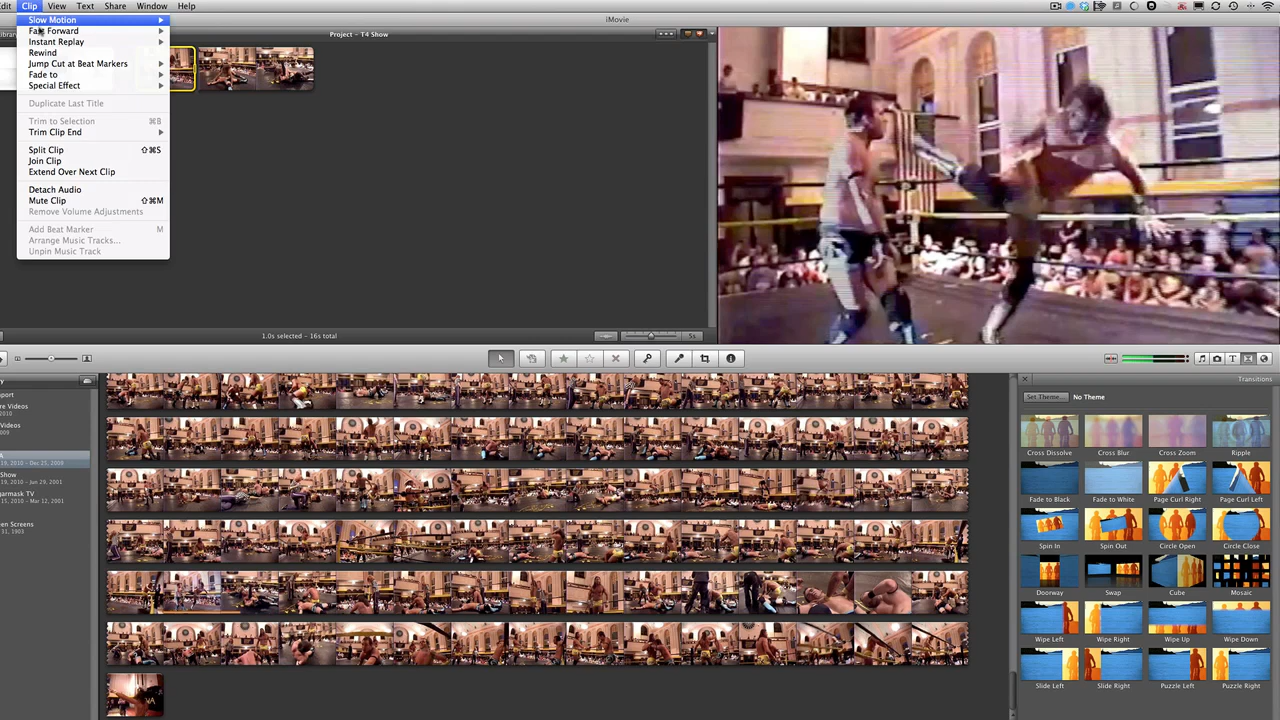 Clip View Text Share Window
iMovie
Slow Motion
Fast Forward
Instant Replay
Rewind
Jump Cut at Beat Markers
Fade to
Special Effect
Duplicate Last Title
Trim to Selection ⌘B
Trim Clip End
Split Clip ⇧⌘S
Join Clip
Extend Over Next Clip
Detach Audio
Mute Clip ⇧⌘M
Remove Volume Adjustments
Add Beat Marker M
Arrange Music Tracks...
Unpin Music Track
Project - T4 Show
1.0s selected - 16s total
5s
Videos
Show
TV
Transitions
Set Theme... No Theme
Cross Dissolve Cross Blur Cross Zoom Ripple
Fade to Black Fade to White Page Curl Right Page Curl Left
Spin In Spin Out Circle Open Circle Close
Doorway Swap Cube Mosaic
Wipe Left Wipe Right Wipe Up Wipe Down
Slide Left Slide Right Puzzle Left Puzzle Right